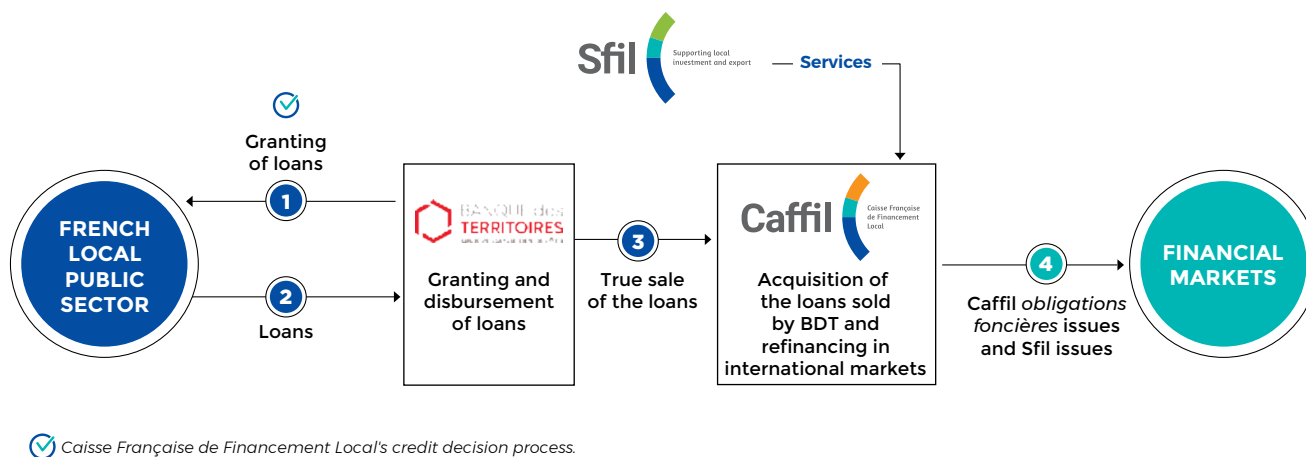 Sfil
Supporting local
investment and export
Services
Granting
of loans
1
FRENCH
LOCAL
PUBLIC
SECTOR
2
Loans
BANQUE des
TERRITOIRES
Granting and
disbursement
of loans
3
True sale
of the loans
Caffil
Caisse Française
de Financement
Local
Acquisition of
the loans sold
by BDT and
refinancing in
international markets
4
Caffil obligations
foncières issues
and Sfil issues
FINANCIAL
MARKETS
Caisse Française de Financement Local's credit decision process.